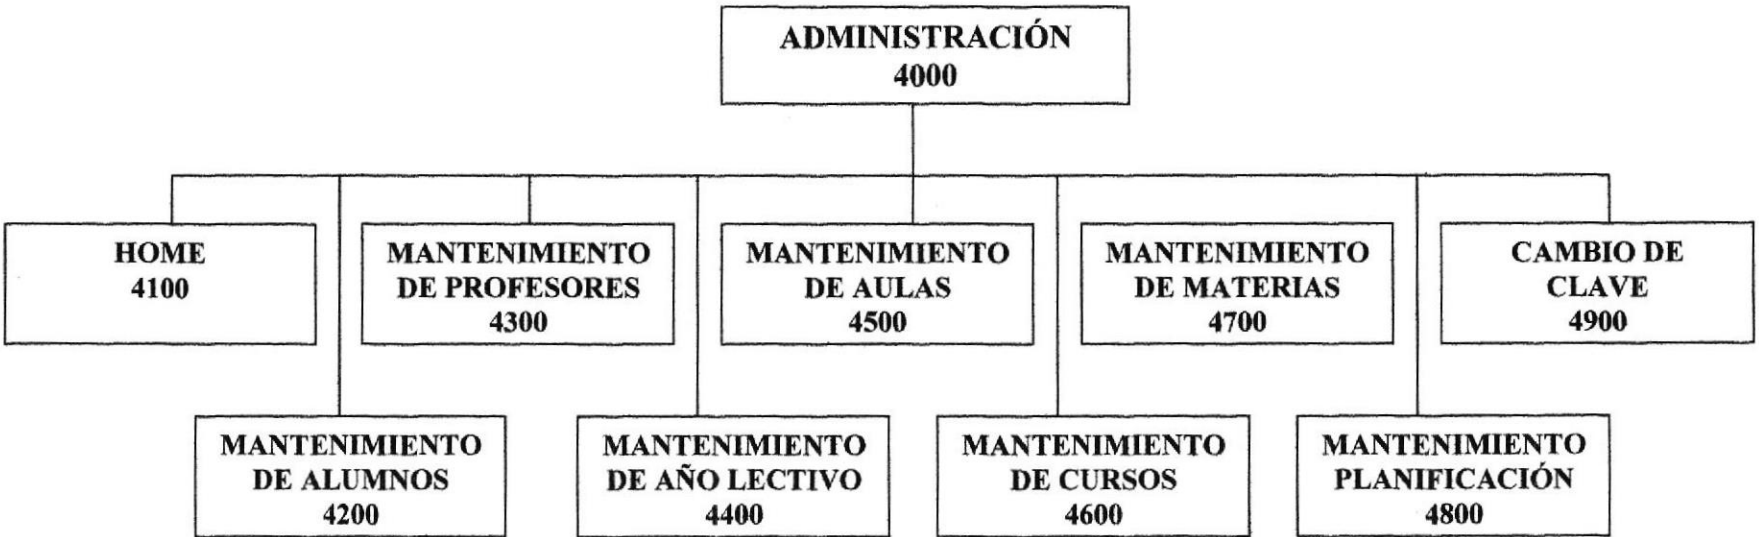 ADMINISTRACIÓN
4000
HOME
4100
MANTENIMIENTO
DE PROFESORES
4300
MANTENIMIENTO
DE AULAS
4500
MANTENIMIENTO
DE MATERIAS
4700
CAMBIO DE
CLAVE
4900
MANTENIMIENTO
DE ALUMNOS
4200
MANTENIMIENTO
DE AÑO LECTIVO
4400
MANTENIMIENTO
DE CURSOS
4600
MANTENIMIENTO
PLANIFICACIÓN
4800